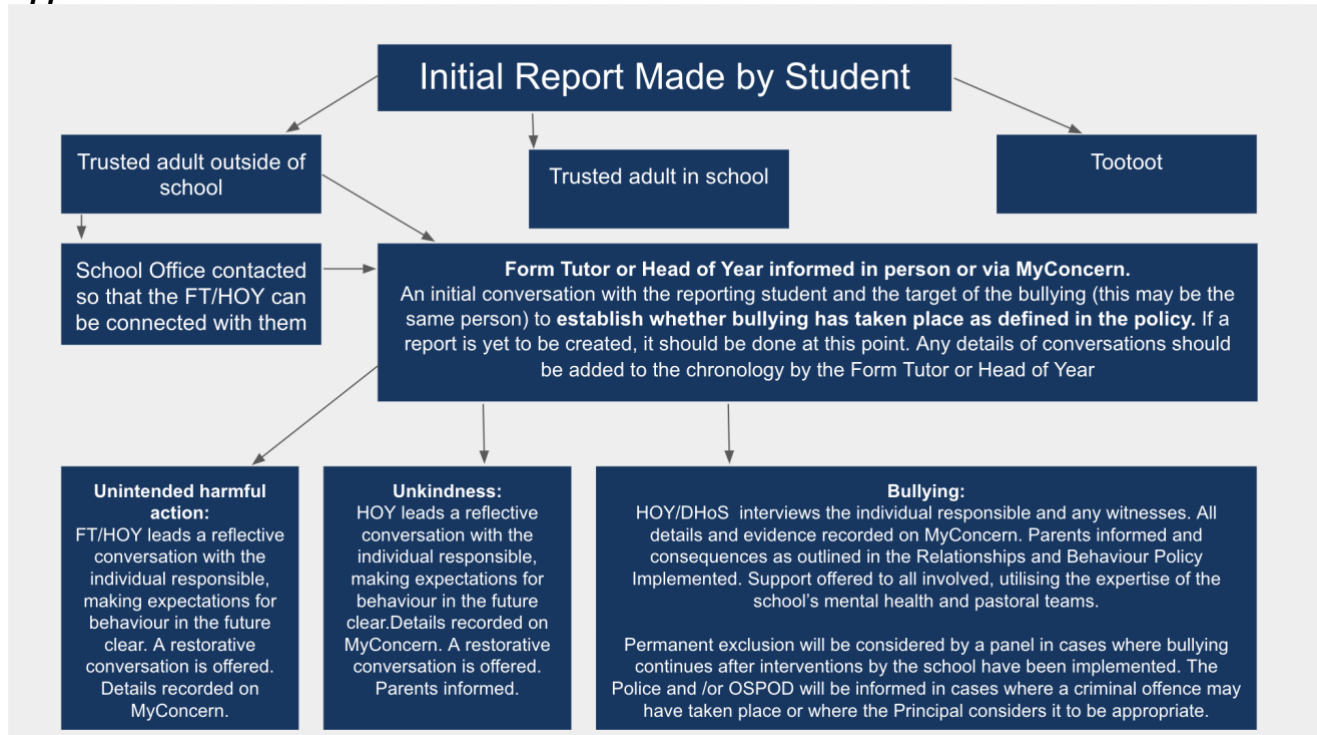 Initial Report Made by Student
Trusted adult outside of
school
Trusted adult in school
Tootoot
School Office contacted
so that the FT/HOY can
be connected with them
Form Tutor or Head of Year informed in person or via MyConcern.
An initial conversation with the reporting student and the target of the bullying (this may be the
same person) to establish whether bullying has taken place as defined in the policy. If a
report is yet to be created, it should be done at this point. Any details of conversations should
be added to the chronology by the Form Tutor or Head of Year
Unintended harmful
action:
FT/HOY leads a reflective
conversation with the
individual responsible,
making expectations for
behaviour in the future
clear. A restorative
conversation is offered.
Details recorded on
MyConcern.
Unkindness:
HOY leads a reflective
conversation with the
individual responsible,
making expectations for
behaviour in the future
clear.Details recorded on
MyConcern. A restorative
conversation is offered.
Parents informed.
Bullying:
HOY/DHoS interviews the individual responsible and any witnesses. All
details and evidence recorded on MyConcern. Parents informed and
consequences as outlined in the Relationships and Behaviour Policy
Implemented. Support offered to all involved, utilising the expertise of the
school's mental health and pastoral teams.
Permanent exclusion will be considered by a panel in cases where bullying
continues after interventions by the school have been implemented. The
Police and /or OSPOD will be informed in cases where a criminal offence may
have taken place or where the Principal considers it to be appropriate.